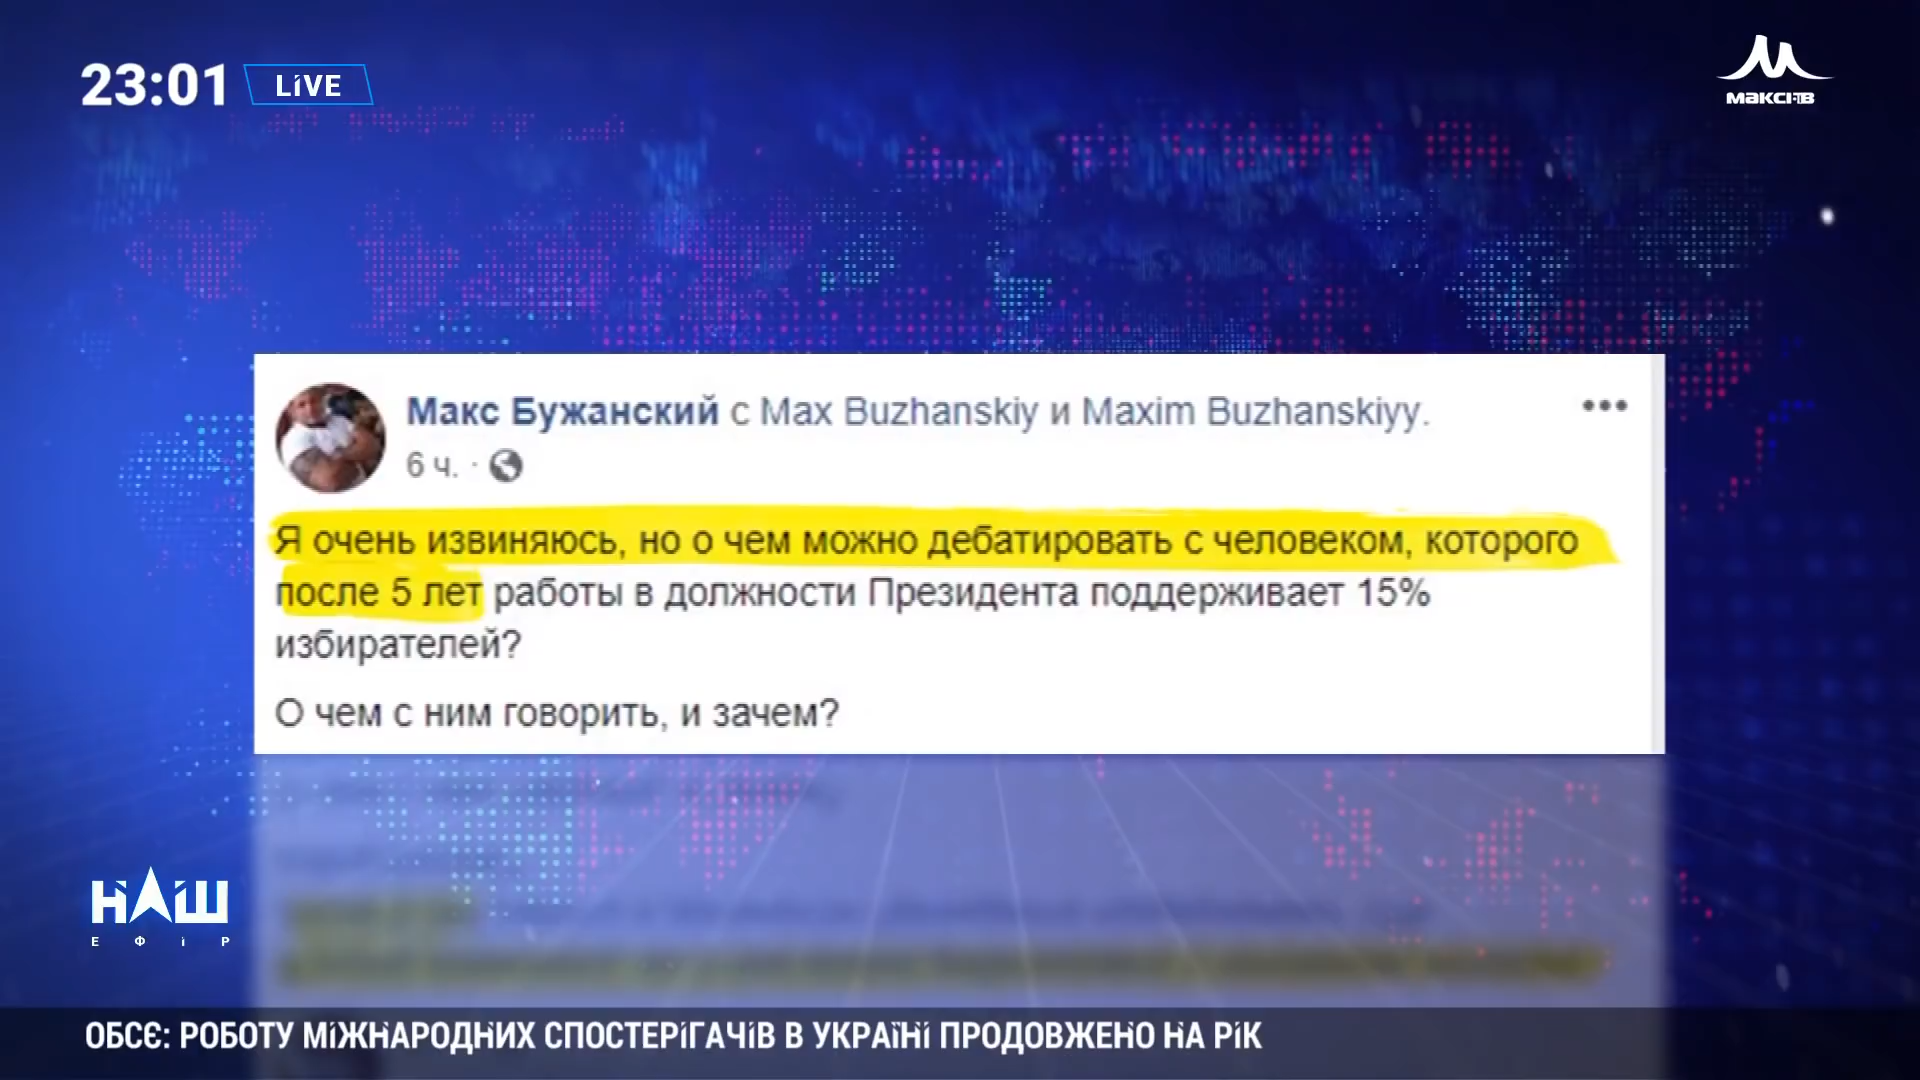 23:01 LIVE
МАКСІ-ТВ
Макс Бужанский с Max Buzhanskiy и Maxim Buzhanskiyy.
6 ч. ·
Я очень извиняюсь, но о чем можно дебатировать с человеком, которого
после 5 лет работы в должности Президента поддерживает 15%
избирателей?
О чем с ним говорить, и зачем?
НАШ
ЕФІР
ОБСЄ: РОБОТУ МІЖНАРОДНИХ СПОСТЕРІГАЧІВ В УКРАЇНІ ПРОДОВЖЕНО НА РІК